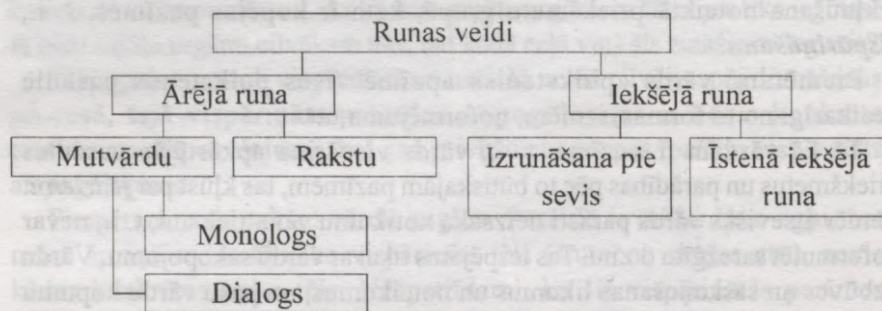 Runas veidi
Ārējā runa
Iekšējā runa
Mutvārdu
Rakstu
Izrunāšana pie
sevis
Īstenā iekšējā
runa
Monologs
Dialogs